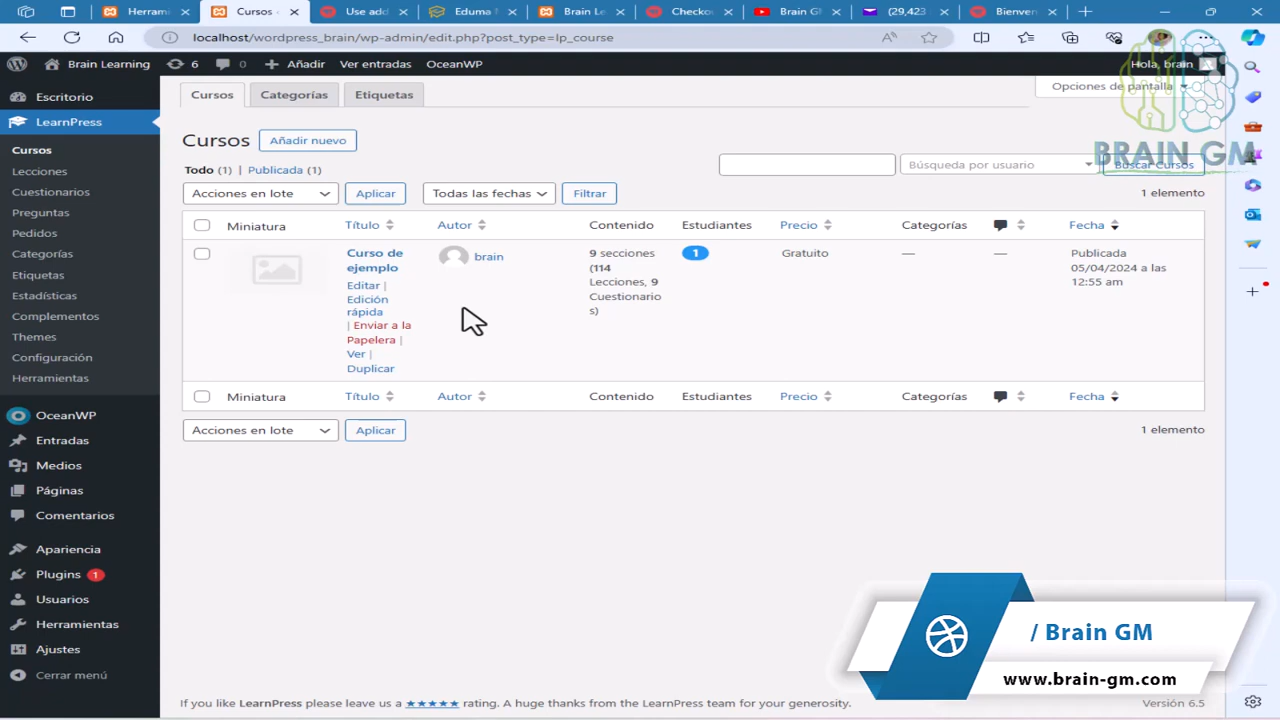 Herrami
Cursos
Use add
Eduma
Brain Le
Checko
Brain G
(29,423
Bienven
localhost/wordpress_brain/wp-admin/edit.php?post_type=lp_course
Brain Learning
6
0
Añadir
Ver entradas
OceanWP
Hola, brain
Escritorio
LearnPress
Cursos
Lecciones
Cuestionarios
Preguntas
Pedidos
Categorías
Etiquetas
Estadísticas
Complementos
Themes
Configuración
Herramientas
OceanWP
Entradas
Medios
Páginas
Comentarios
Apariencia
Plugins 1
Usuarios
Herramientas
Ajustes
Cerrar menú
Cursos
Categorías
Etiquetas
Opciones de pantalla
BRAIN GM
Cursos
Añadir nuevo
Todo (1) | Publicada (1)
Búsqueda por usuario
Buscar Cursos
Acciones en lote
Aplicar
Todas las fechas
Filtrar
1 elemento
Miniatura
Título
Autor
Contenido
Estudiantes
Precio
Categorías
Fecha
Curso de
ejemplo
Editar |
Edición
rápida
| Enviar a la
Papelera |
Ver |
Duplicar
brain
9 secciones
(114
Lecciones, 9
Cuestionario
s)
1
Gratuito
—
—
Publicada
05/04/2024 a las
12:55 am
Miniatura
Título
Autor
Contenido
Estudiantes
Precio
Categorías
Fecha
Acciones en lote
Aplicar
1 elemento
/ Brain GM
www.brain-gm.com
If you like LearnPress please leave us a ★★★★★ rating. A huge thanks from the LearnPress team for your generosity.
Versión 6.5